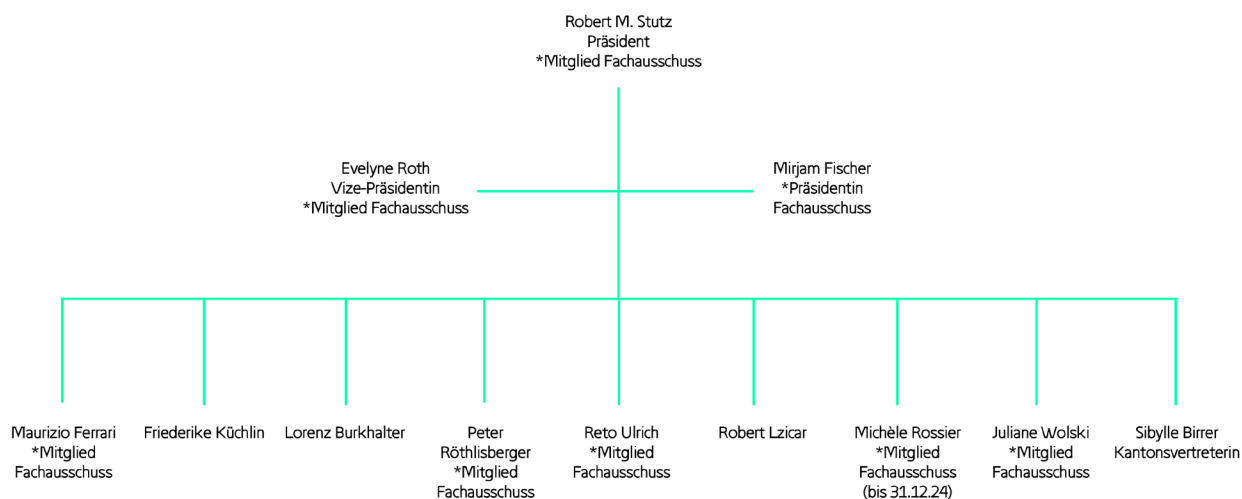 Robert M. Stutz
Präsident
*Mitglied Fachausschuss
Evelyne Roth
Vize-Präsidentin
*Mitglied Fachausschuss
Mirjam Fischer
*Präsidentin
Fachausschuss
Maurizio Ferrari
*Mitglied
Fachausschuss
Friederike Küchlin
Lorenz Burkhalter
Peter
Röthlisberger
*Mitglied
Fachausschuss
Reto Ulrich
*Mitglied
Fachausschuss
Robert Lzicar
Michèle Rossier
*Mitglied
Fachausschuss
(bis 31.12.24)
Juliane Wolski
*Mitglied
Fachausschuss
Sibylle Birrer
Kantonsvertreterin